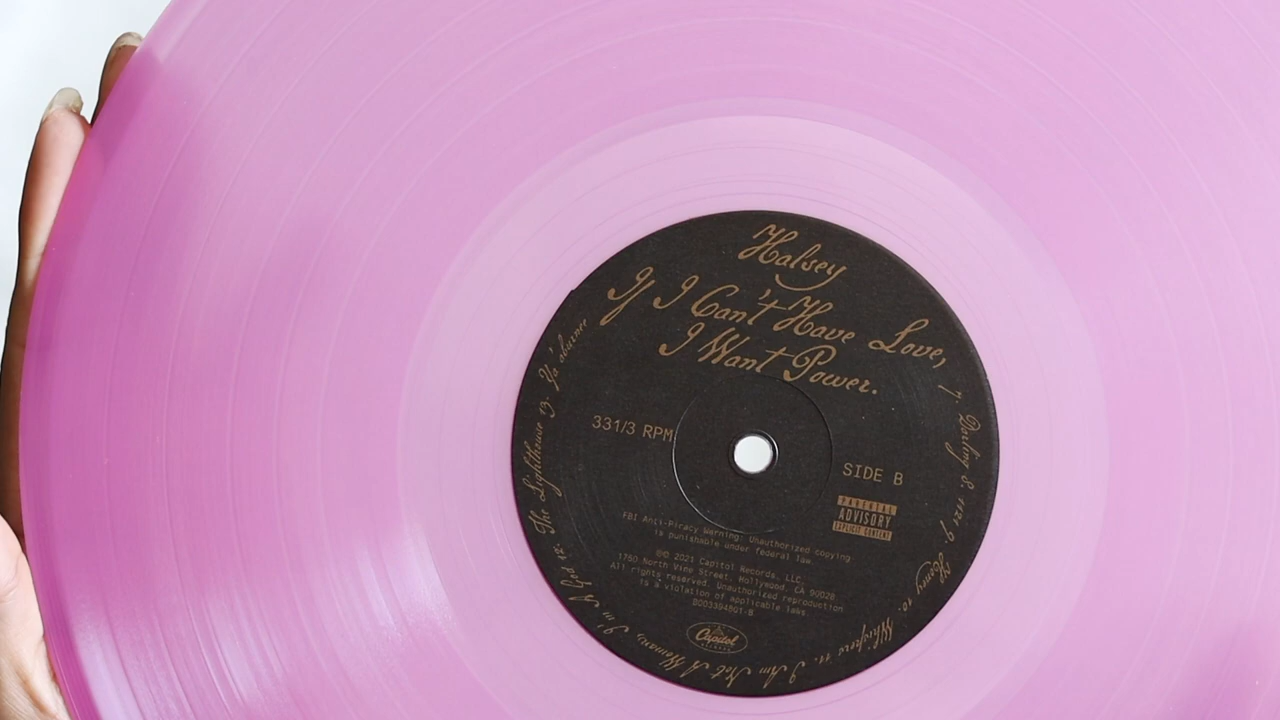 Halsey
If I Can't Have Love,
I Want Power.
7. Darling 8. 1121 9. Honey 10. Whispers 11. I Am Not A Woman, I'm A God 12. The Lighthouse 13. Ya'aburnee
331/3 RPM
SIDE B
PARENTAL
ADVISORY
EXPLICIT CONTENT
FBI Anti-Piracy Warning: Unauthorized copying
is punishable under federal law.
℗© 2021 Capitol Records, LLC,
1750 North Vine Street, Hollywood, CA 90028.
All rights reserved. Unauthorized reproduction
is a violation of applicable laws.
B003394801-B
Capitol
RECORDS